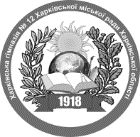 Харківська гімназія № 12 Харківської міської ради Харківської області
1918